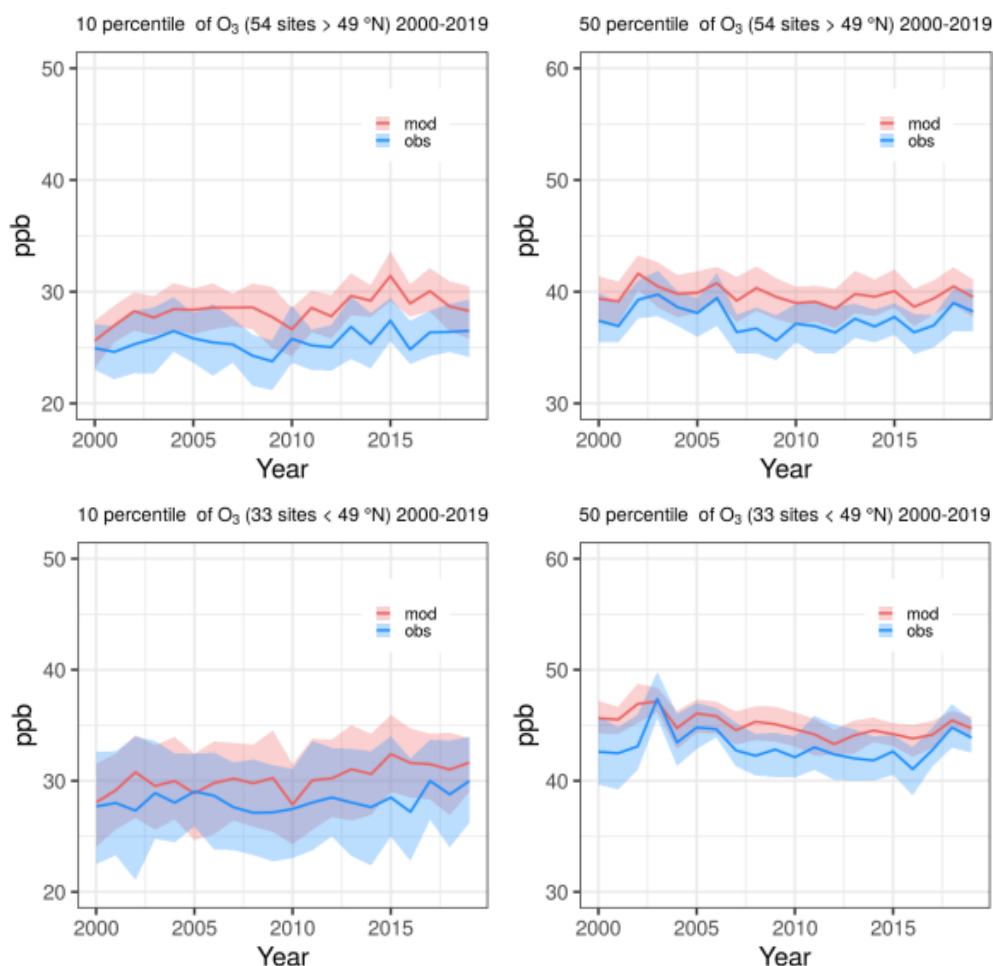 10 percentile of O₃ (54 sites > 49 °N) 2000-2019
50
40
30
20
ppb
mod
obs
2000 2005 2010 2015
Year
50 percentile of O₃ (54 sites > 49 °N) 2000-2019
60
50
40
30
ppb
mod
obs
2000 2005 2010 2015
Year
10 percentile of O₃ (33 sites < 49 °N) 2000-2019
50
40
30
20
ppb
mod
obs
2000 2005 2010 2015
Year
50 percentile of O₃ (33 sites < 49 °N) 2000-2019
60
50
40
30
ppb
mod
obs
2000 2005 2010 2015
Year